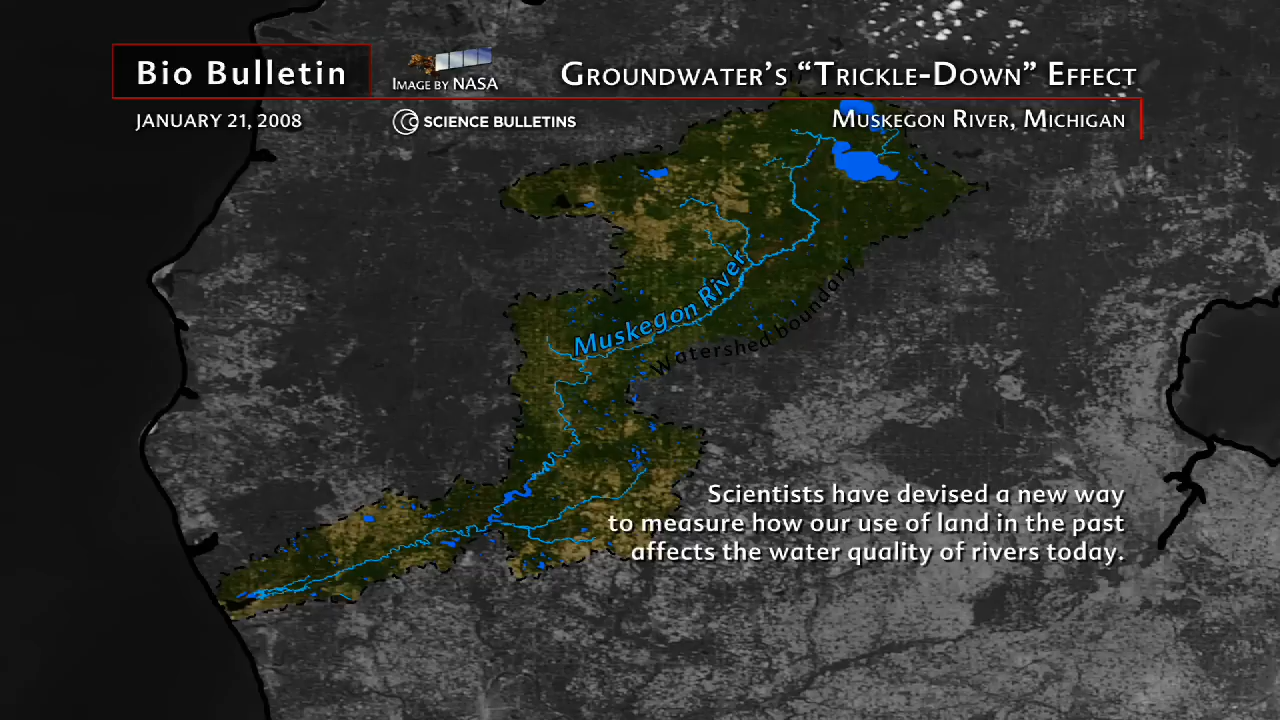 Bio Bulletin
IMAGE BY NASA
GROUNDWATER'S “TRICKLE-DOWN” EFFECT
JANUARY 21, 2008
SCIENCE BULLETINS
MUSKEGON RIVER, MICHIGAN
Muskegon River
Watershed boundary
Scientists have devised a new way
to measure how our use of land in the past
affects the water quality of rivers today.